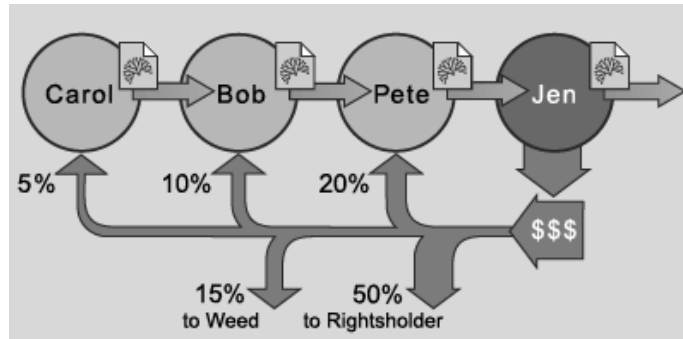 Carol
Bob
Pete
Jen
5%
10%
20%
$$$
15%
to Weed
50%
to Rightsholder